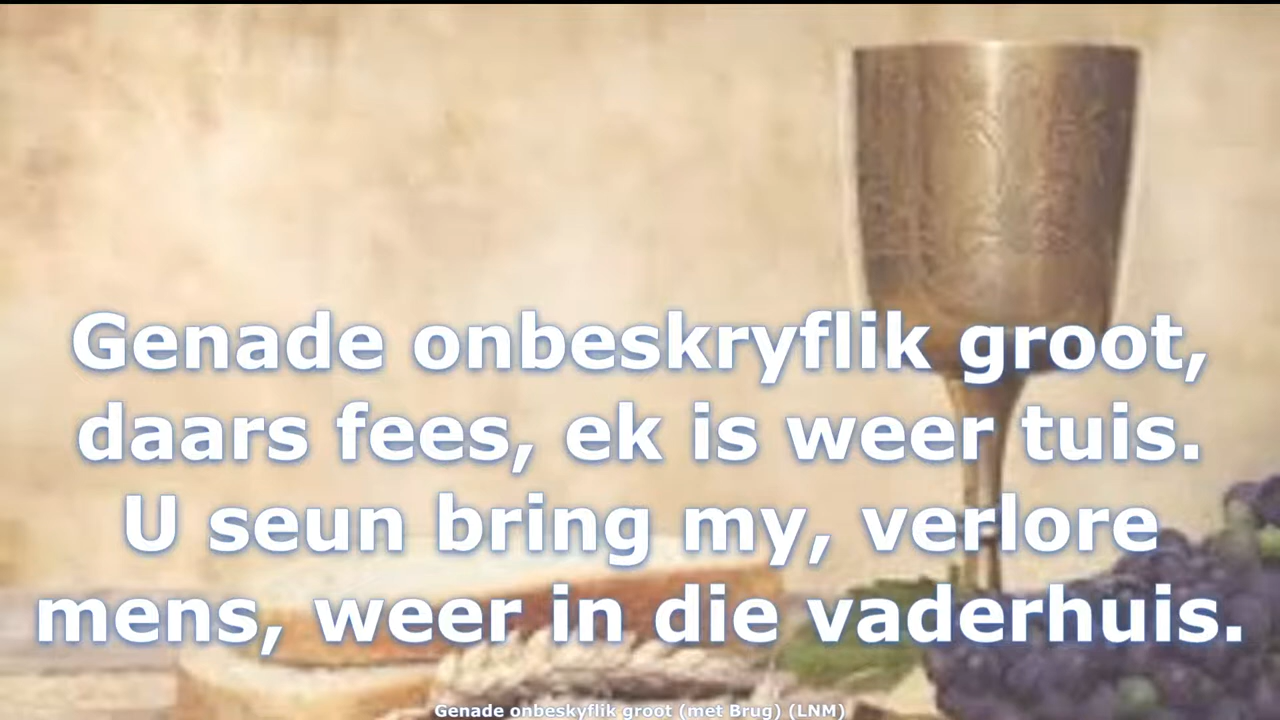 Genade onbeskryflik groot,
daars fees, ek is weer tuis.
U seun bring my, verlore
mens, weer in die vaderhuis.
Genade onbeskyflik groot (met Brug) (LNM)